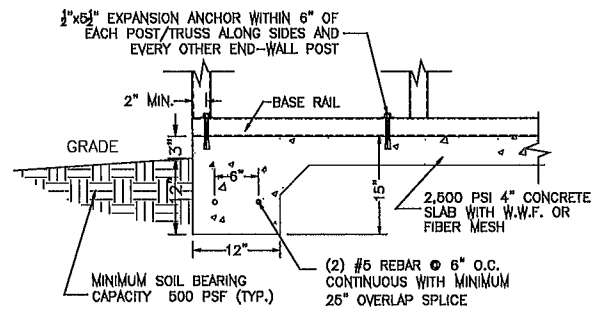 ½"x5½" EXPANSION ANCHOR WITHIN 6" OF
EACH POST/TRUSS ALONG SIDES AND
EVERY OTHER END-WALL POST
2" MIN.
BASE RAIL
GRADE
3"
6"
12"
15"
2,500 PSI 4" CONCRETE
SLAB WITH W.W.F. OR
FIBER MESH
12"
MINIMUM SOIL BEARING
CAPACITY 500 PSF (TYP.)
(2) #5 REBAR @ 6" O.C.
CONTINUOUS WITH MINIMUM
25" OVERLAP SPLICE